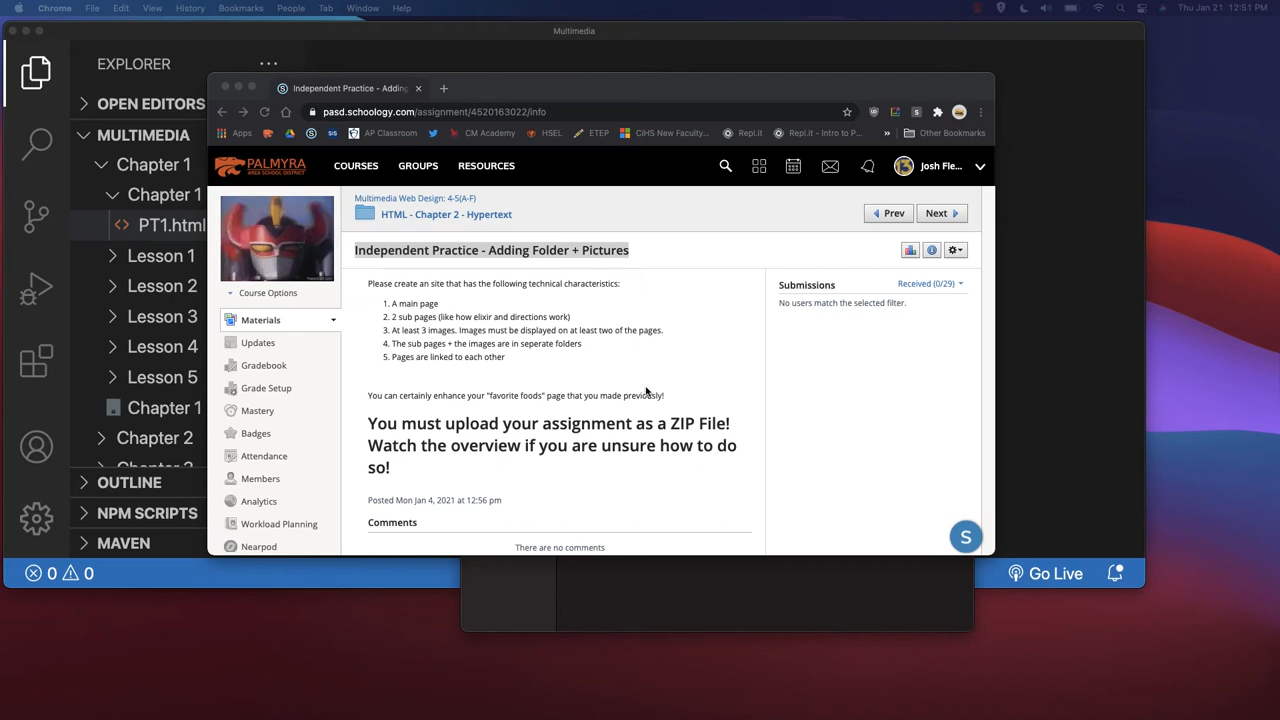 Chrome File Edit View History Bookmarks People Tab Window Help Thu Jan 21 12:51 PM
Multimedia
EXPLORER ...
OPEN EDITORS
MULTIMEDIA
Chapter 1
Chapter 1
<> PT1.html
Lesson 1
Lesson 2
Lesson 3
Lesson 4
Lesson 5
Chapter 1
Chapter 2
OUTLINE
NPM SCRIPTS
MAVEN
0 0 Go Live
Independent Practice - Adding × +
pasd.schoology.com/assignment/4520163022/info
Apps SIS AP Classroom CM Academy HSEL ETEP CiHS New Faculty... Repl.it Repl.it - Intro to P... » Other Bookmarks
PALMYRA
AREA SCHOOL DISTRICT
COURSES GROUPS RESOURCES Josh Fle...
Multimedia Web Design: 4-5(A-F)
HTML - Chapter 2 - Hypertext
Prev Next
Independent Practice - Adding Folder + Pictures
Course Options
Materials
Updates
Gradebook
Grade Setup
Mastery
Badges
Attendance
Members
Analytics
Workload Planning
Nearpod
Please create an site that has the following technical characteristics:
1. A main page
2. 2 sub pages (like how elixir and directions work)
3. At least 3 images. Images must be displayed on at least two of the pages.
4. The sub pages + the images are in seperate folders
5. Pages are linked to each other
You can certainly enhance your "favorite foods" page that you made previously!
You must upload your assignment as a ZIP File!
Watch the overview if you are unsure how to do
so!
Posted Mon Jan 4, 2021 at 12:56 pm
Comments
There are no comments
Submissions Received (0/29)
No users match the selected filter.
S